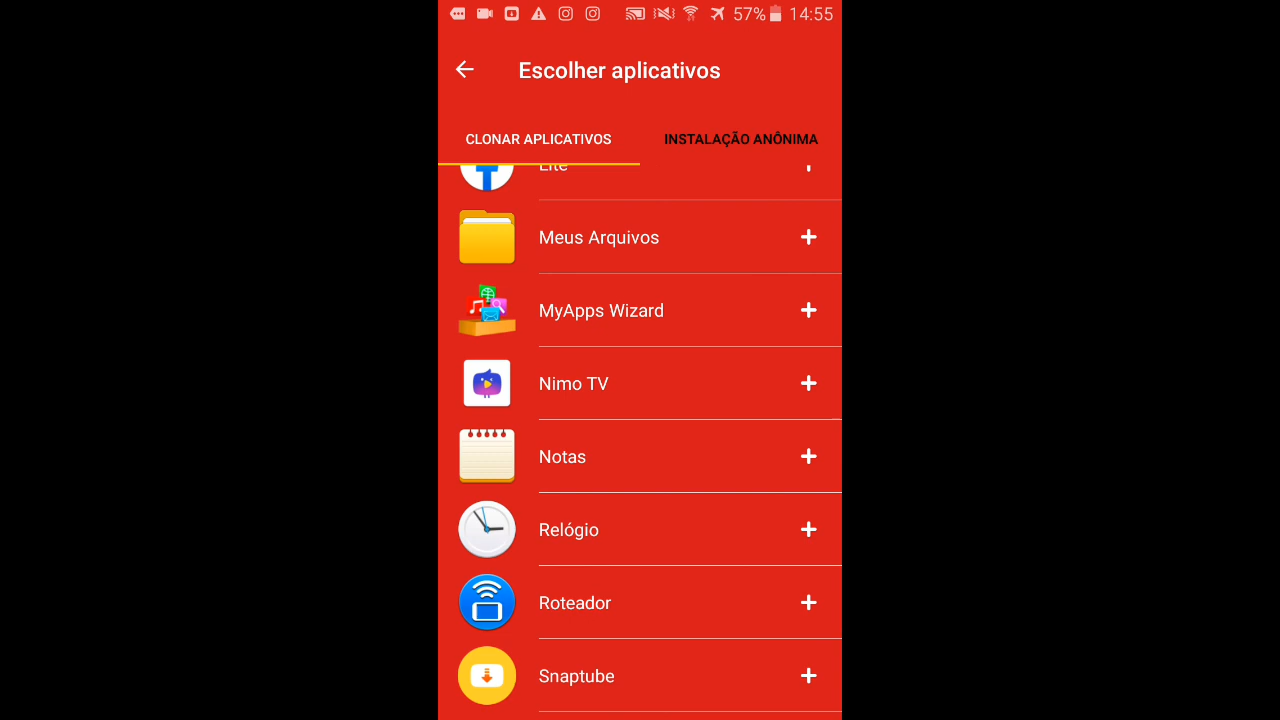 57% 14:55
Escolher aplicativos
CLONAR APLICATIVOS INSTALAÇÃO ANÔNIMA
Lite
Meus Arquivos
MyApps Wizard
Nimo TV
Notas
Relógio
Roteador
Snaptube